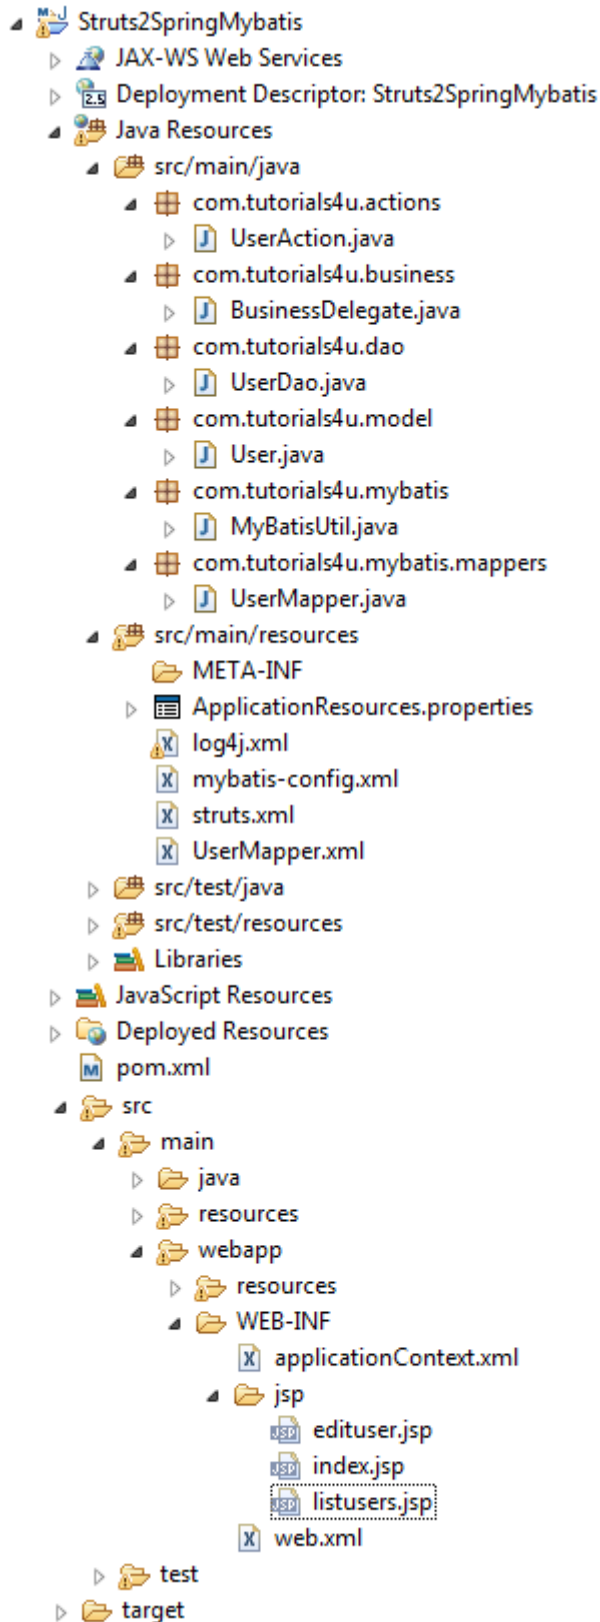 Struts2SpringMybatis
JAX-WS Web Services
Deployment Descriptor: Struts2SpringMybatis
Java Resources
src/main/java
com.tutorials4u.actions
UserAction.java
com.tutorials4u.business
BusinessDelegate.java
com.tutorials4u.dao
UserDao.java
com.tutorials4u.model
User.java
com.tutorials4u.mybatis
MyBatisUtil.java
com.tutorials4u.mybatis.mappers
UserMapper.java
src/main/resources
META-INF
ApplicationResources.properties
log4j.xml
mybatis-config.xml
struts.xml
UserMapper.xml
src/test/java
src/test/resources
Libraries
JavaScript Resources
Deployed Resources
pom.xml
src
main
java
resources
webapp
resources
WEB-INF
applicationContext.xml
jsp
edituser.jsp
index.jsp
listusers.jsp
web.xml
test
target